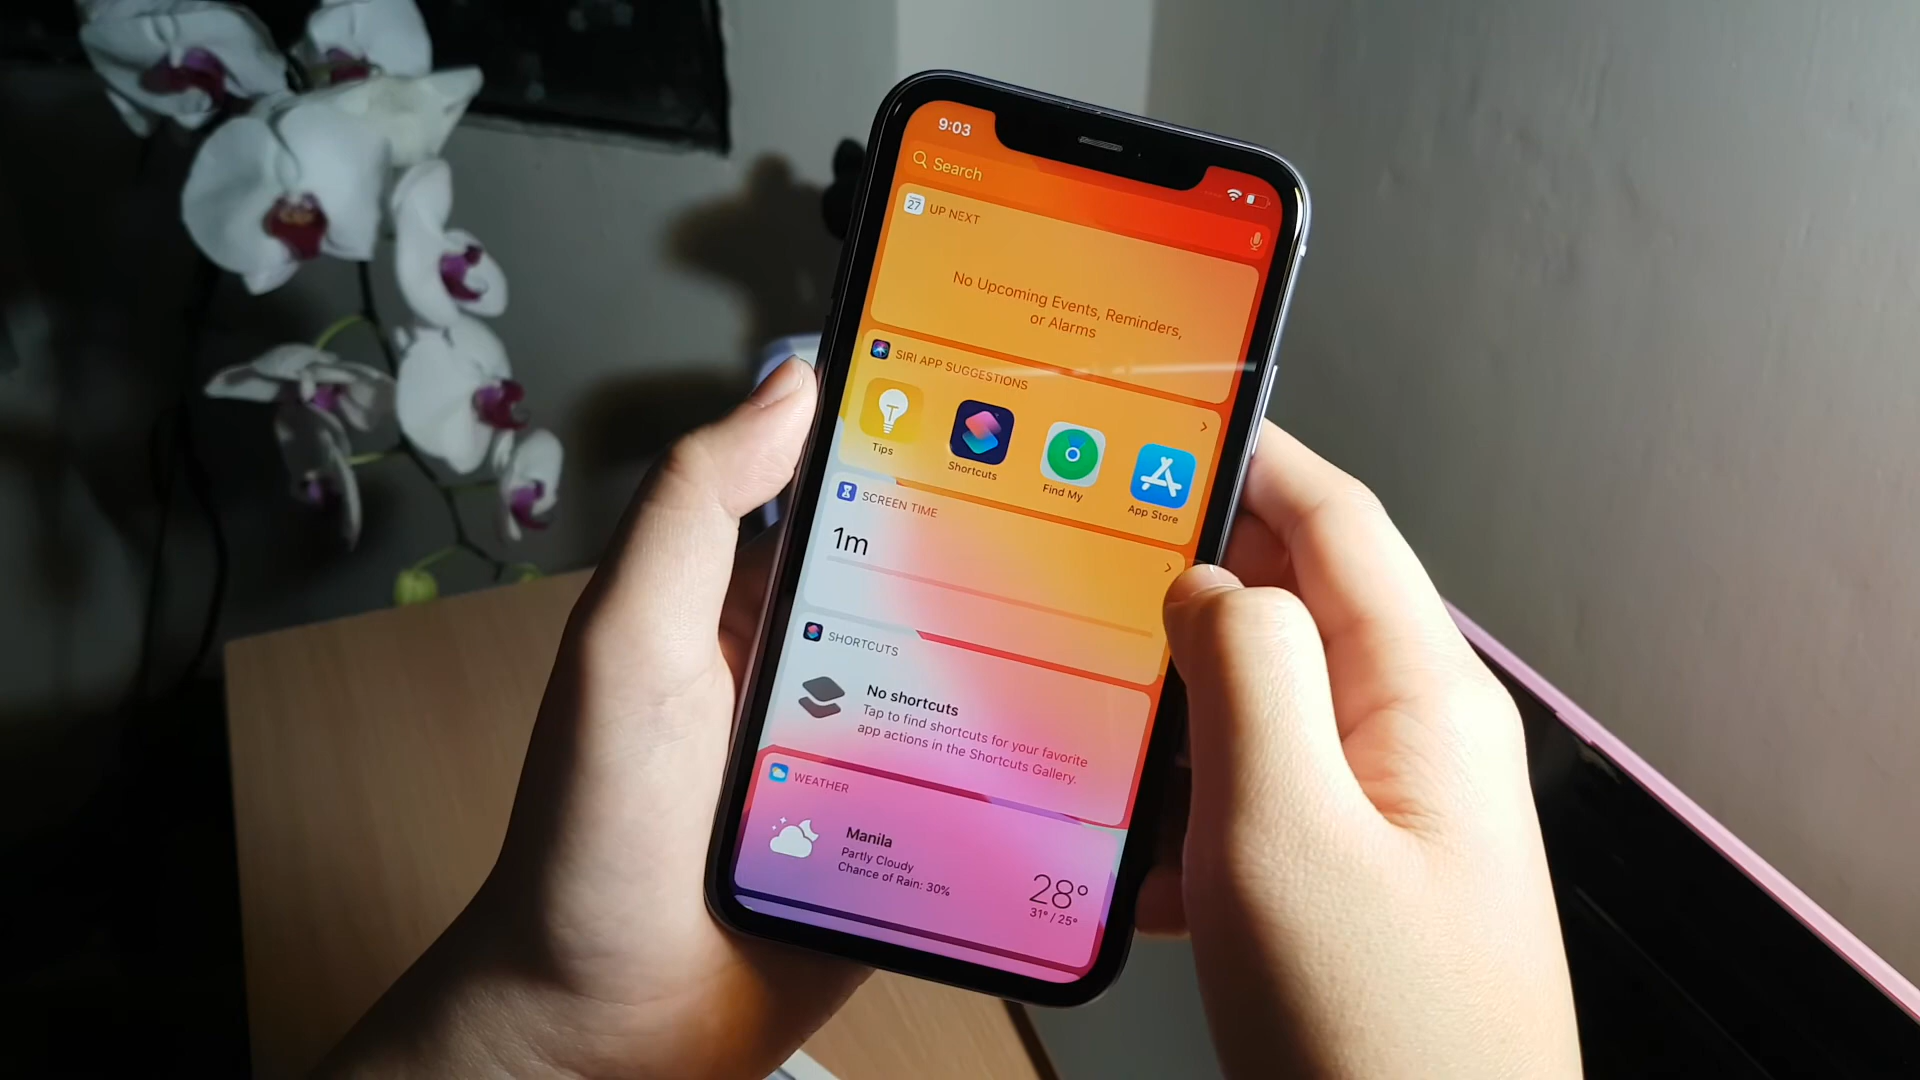 9:03
Search
27
UP NEXT
No Upcoming Events, Reminders,
or Alarms
SIRI APP SUGGESTIONS
Tips
Shortcuts
Find My
App Store
SCREEN TIME
1m
SHORTCUTS
No shortcuts
Tap to find shortcuts for your favorite
app actions in the Shortcuts Gallery.
WEATHER
Manila
Partly Cloudy
Chance of Rain: 30%
28°
31° / 25°